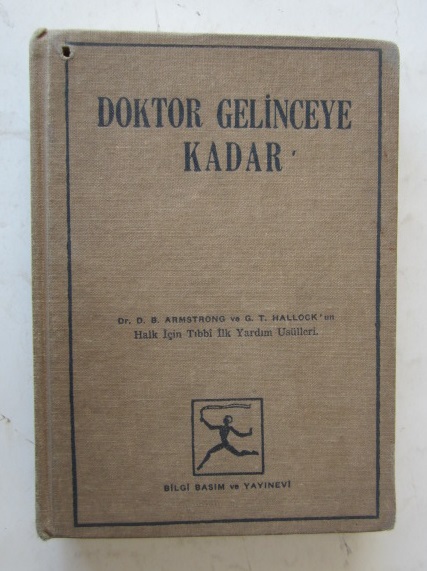 DOKTOR GELİNCEYE
KADAR
Dr. D. B. ARMSTRONG ve G. T. HALLOCK'un
Halk İçin Tıbbî İlk Yardım Usülleri.
BİLGİ BASIM ve YAYINEVİ